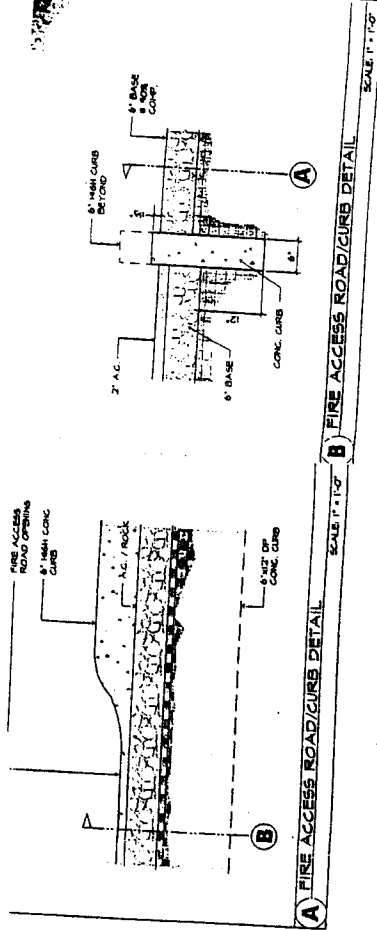 FIRE ACCESS
ROAD OPENING
6" HIGH CONC
CURB
A.C. / ROCK
6"x12" DP
CONC. CURB
B
A FIRE ACCESS ROAD/CURB DETAIL
SCALE: 1" = 1'-0"
6" HIGH CURB
BEYOND
6" BASE
@ 90%
COMP.
2" A.C.
6" BASE
CONC. CURB
6"
A
B FIRE ACCESS ROAD/CURB DETAIL
SCALE: 1" = 1'-0"